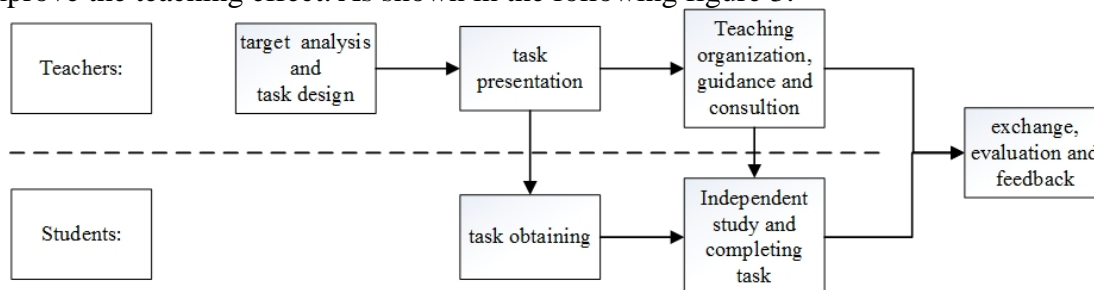 prove the teaching effect. As shown in the following figure 3.
Teachers:
target analysis
and
task design
task
presentation
Teaching
organization,
guidance and
consultion
exchange,
evaluation and
feedback
Students:
task obtaining
Independent
study and
completing
task